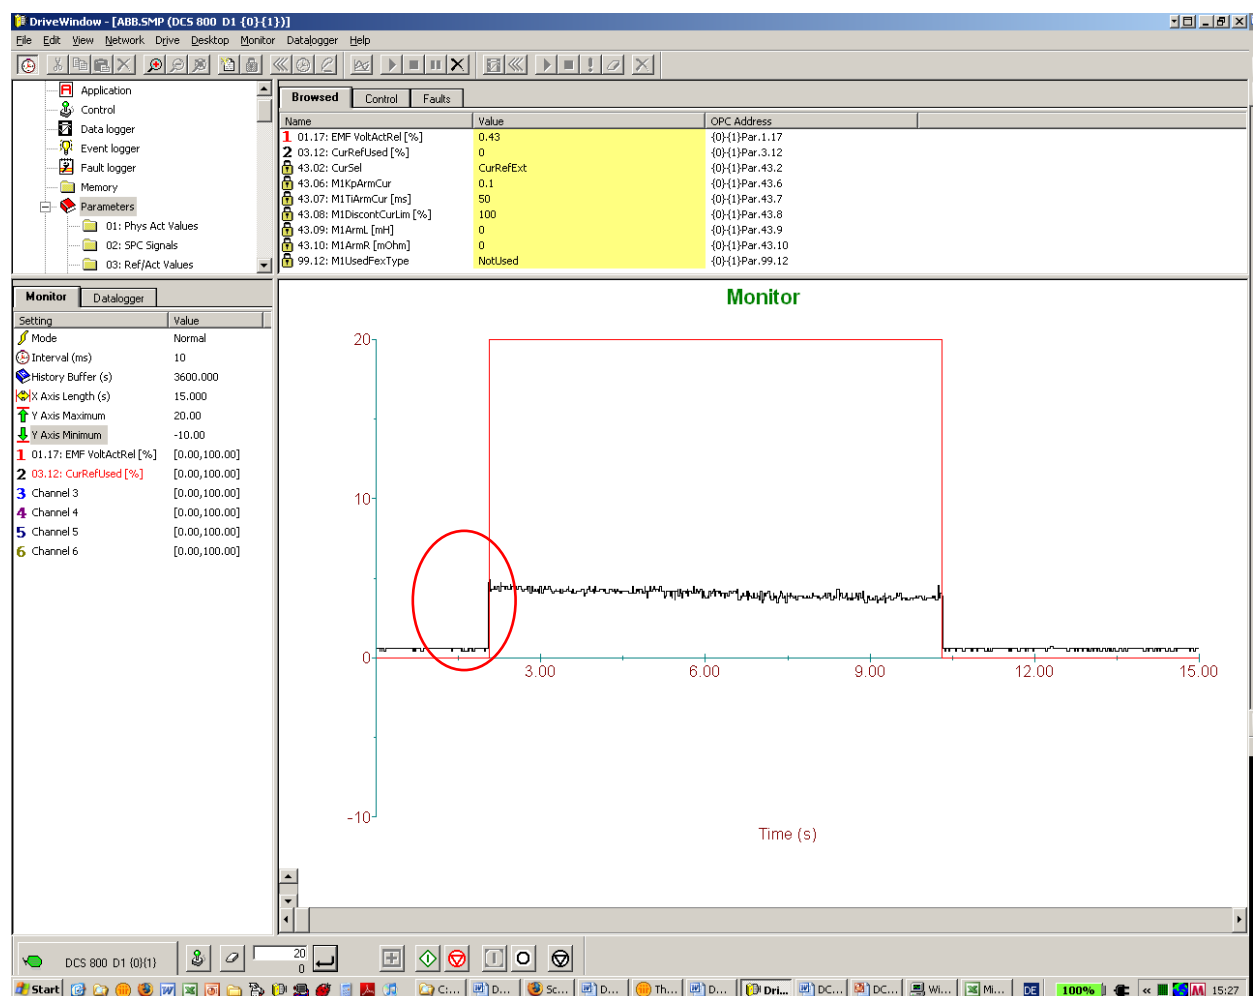 DriveWindow - [ABB.SMP (DCS 800 D1 {0}{1})]
File Edit View Network Drive Desktop Monitor Datalogger Help
Application
Control
Data logger
Event logger
Fault logger
Memory
Parameters
01: Phys Act Values
02: SPC Signals
03: Ref/Act Values
Browsed Control Faults
Name Value OPC Address
1 01.17: EMF VoltActRel [%] 0.43 {0}{1}Par.1.17
2 03.12: CurRefUsed [%] 0 {0}{1}Par.3.12
43.02: CurSel CurRefExt {0}{1}Par.43.2
43.06: M1KpArmCur 0.1 {0}{1}Par.43.6
43.07: M1TiArmCur [ms] 50 {0}{1}Par.43.7
43.08: M1DiscontCurLim [%] 100 {0}{1}Par.43.8
43.09: M1ArmL [mH] 0 {0}{1}Par.43.9
43.10: M1ArmR [mOhm] 0 {0}{1}Par.43.10
99.12: M1UsedFexType NotUsed {0}{1}Par.99.12
Monitor Datalogger
Setting Value
Mode Normal
Interval (ms) 10
History Buffer (s) 3600.000
X Axis Length (s) 15.000
Y Axis Maximum 20.00
Y Axis Minimum -10.00
1 01.17: EMF VoltActRel [%] [0.00,100.00]
2 03.12: CurRefUsed [%] [0.00,100.00]
3 Channel 3 [0.00,100.00]
4 Channel 4 [0.00,100.00]
5 Channel 5 [0.00,100.00]
6 Channel 6 [0.00,100.00]
Monitor
20
10
0
-10
3.00 6.00 9.00 12.00 15.00
Time (s)
DCS 800 D1 {0}{1}
20
0
Start C:... D... Sc... D... Th... D... Dri... DC... DC... Wi... Mi... DE 100% « 15:27